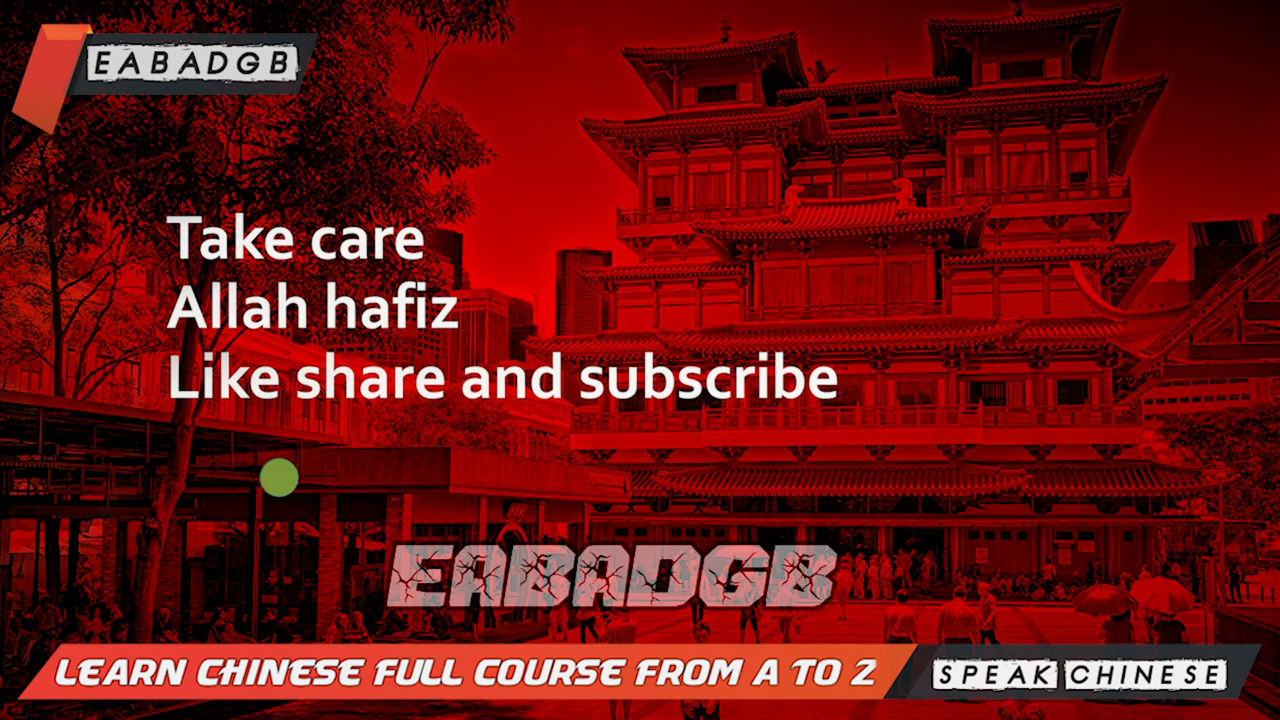 EABADGB
Take care
Allah hafiz
Like share and subscribe
EABADGB
LEARN CHINESE FULL COURSE FROM A TO Z
SPEAK CHINESE